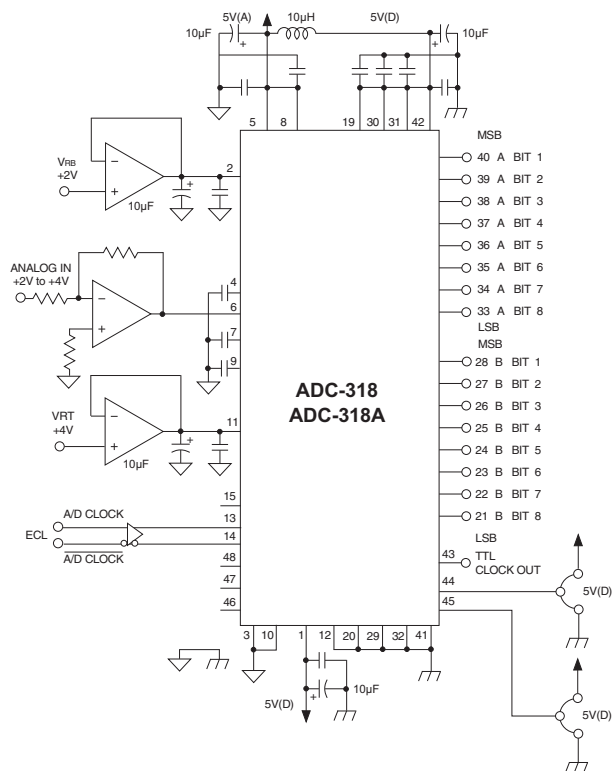 5V(A)
10µH
5V(D)
10µF
10µF
5
8
19
30
31
42
MSB
VRB
+2V
2
10µF
40 A BIT 1
39 A BIT 2
38 A BIT 3
37 A BIT 4
36 A BIT 5
35 A BIT 6
34 A BIT 7
33 A BIT 8
LSB
ANALOG IN
+2V to +4V
4
6
7
9
MSB
28 B BIT 1
27 B BIT 2
26 B BIT 3
25 B BIT 4
24 B BIT 5
23 B BIT 6
22 B BIT 7
21 B BIT 8
LSB
ADC-318
ADC-318A
VRT
+4V
11
10µF
15
A/D CLOCK
13
ECL
14
A/D CLOCK
48
47
46
43
TTL
CLOCK OUT
44
45
5V(D)
5V(D)
3
10
1
12
20
29
32
41
10µF
5V(D)